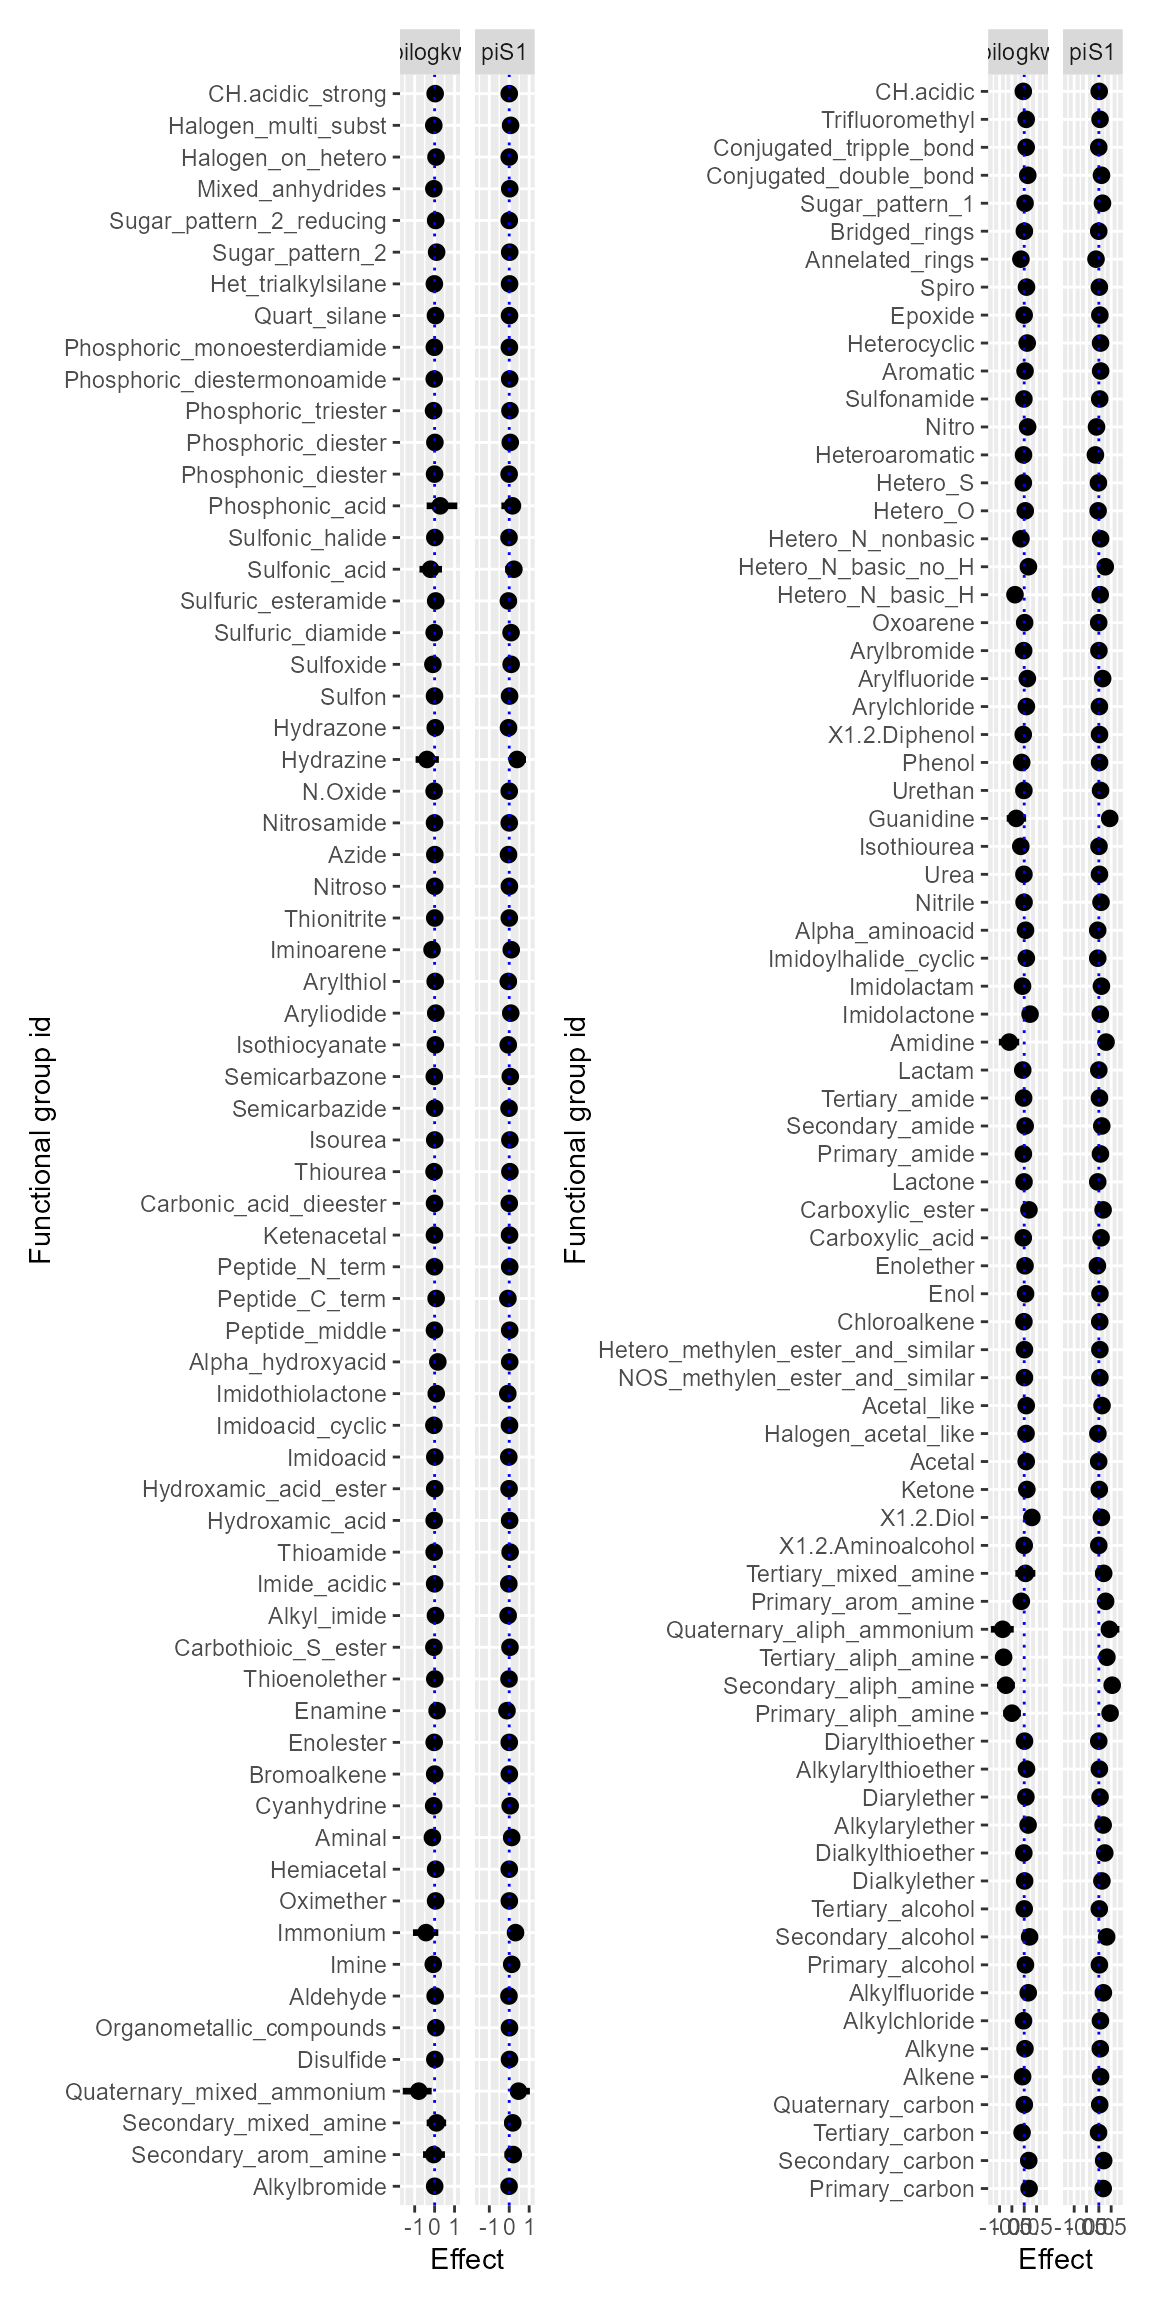 pilogkw piS1
CH.acidic_strong
Halogen_multi_subst
Halogen_on_hetero
Mixed_anhydrides
Sugar_pattern_2_reducing
Sugar_pattern_2
Het_trialkylsilane
Quart_silane
Phosphoric_monoesterdiamide
Phosphoric_diestermonoamide
Phosphoric_triester
Phosphoric_diester
Phosphonic_diester
Phosphonic_acid
Sulfonic_halide
Sulfonic_acid
Sulfuric_esteramide
Sulfuric_diamide
Sulfoxide
Sulfon
Hydrazone
Hydrazine
N.Oxide
Nitrosamide
Azide
Nitroso
Thionitrite
Iminoarene
Arylthiol
Aryliodide
Isothiocyanate
Semicarbazone
Semicarbazide
Isourea
Thiourea
Carbonic_acid_dieester
Ketenacetal
Peptide_N_term
Peptide_C_term
Peptide_middle
Alpha_hydroxyacid
Imidothiolactone
Imidoacid_cyclic
Imidoacid
Hydroxamic_acid_ester
Hydroxamic_acid
Thioamide
Imide_acidic
Alkyl_imide
Carbothioic_S_ester
Thioenolether
Enamine
Enolester
Bromoalkene
Cyanhydrine
Aminal
Hemiacetal
Oximether
Immonium
Imine
Aldehyde
Organometallic_compounds
Disulfide
Quaternary_mixed_ammonium
Secondary_mixed_amine
Secondary_arom_amine
Alkylbromide
-1 0 1 -1 0 1
Effect
Functional group id
pilogkw piS1
CH.acidic
Trifluoromethyl
Conjugated_tripple_bond
Conjugated_double_bond
Sugar_pattern_1
Bridged_rings
Annelated_rings
Spiro
Epoxide
Heterocyclic
Aromatic
Sulfonamide
Nitro
Heteroaromatic
Hetero_S
Hetero_O
Hetero_N_nonbasic
Hetero_N_basic_no_H
Hetero_N_basic_H
Oxoarene
Arylbromide
Arylfluoride
Arylchloride
X1.2.Diphenol
Phenol
Urethan
Guanidine
Isothiourea
Urea
Nitrile
Alpha_aminoacid
Imidoylhalide_cyclic
Imidolactam
Imidolactone
Amidine
Lactam
Tertiary_amide
Secondary_amide
Primary_amide
Lactone
Carboxylic_ester
Carboxylic_acid
Enolether
Enol
Chloroalkene
Hetero_methylen_ester_and_similar
NOS_methylen_ester_and_similar
Acetal_like
Halogen_acetal_like
Acetal
Ketone
X1.2.Diol
X1.2.Aminoalcohol
Tertiary_mixed_amine
Primary_arom_amine
Quaternary_aliph_ammonium
Tertiary_aliph_amine
Secondary_aliph_amine
Primary_aliph_amine
Diarylthioether
Alkylarylthioether
Diarylether
Alkylarylether
Dialkylthioether
Dialkylether
Tertiary_alcohol
Secondary_alcohol
Primary_alcohol
Alkylfluoride
Alkylchloride
Alkyne
Alkene
Quaternary_carbon
Tertiary_carbon
Secondary_carbon
Primary_carbon
Effect
Functional group id